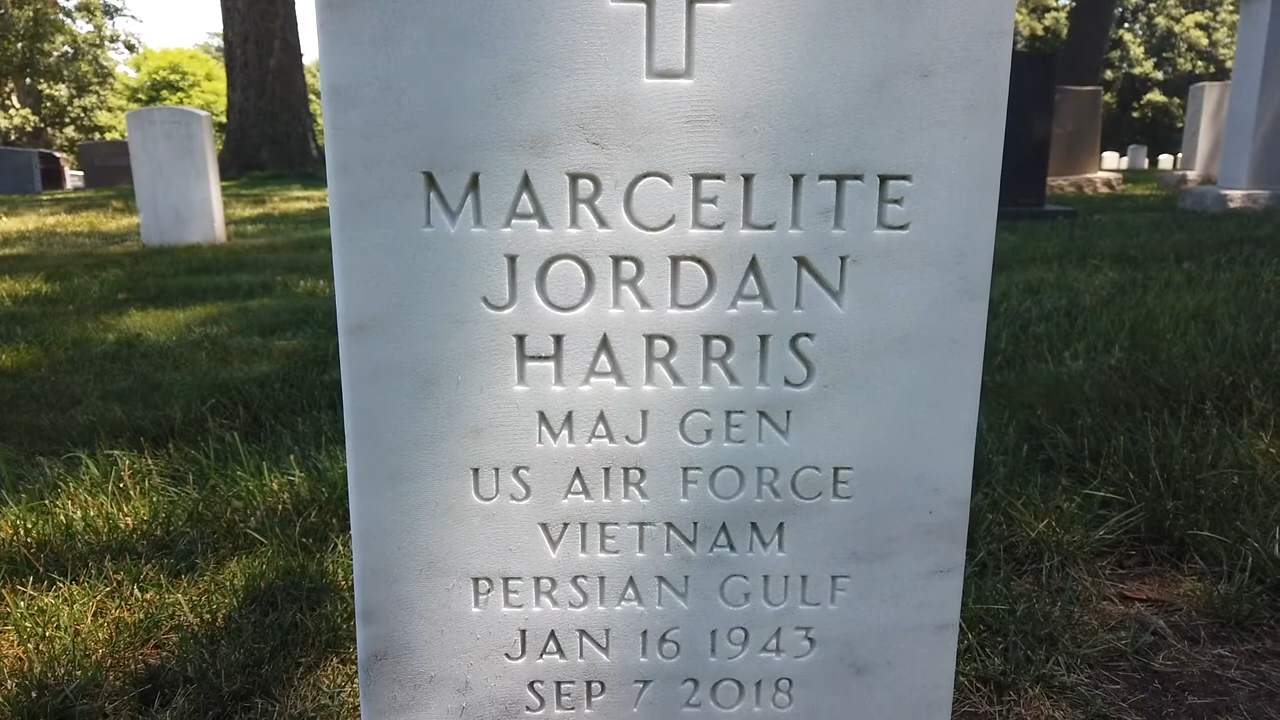 MARCELITE
JORDAN
HARRIS
MAJ GEN
US AIR FORCE
VIETNAM
PERSIAN GULF
JAN 16 1943
SEP 7 2018